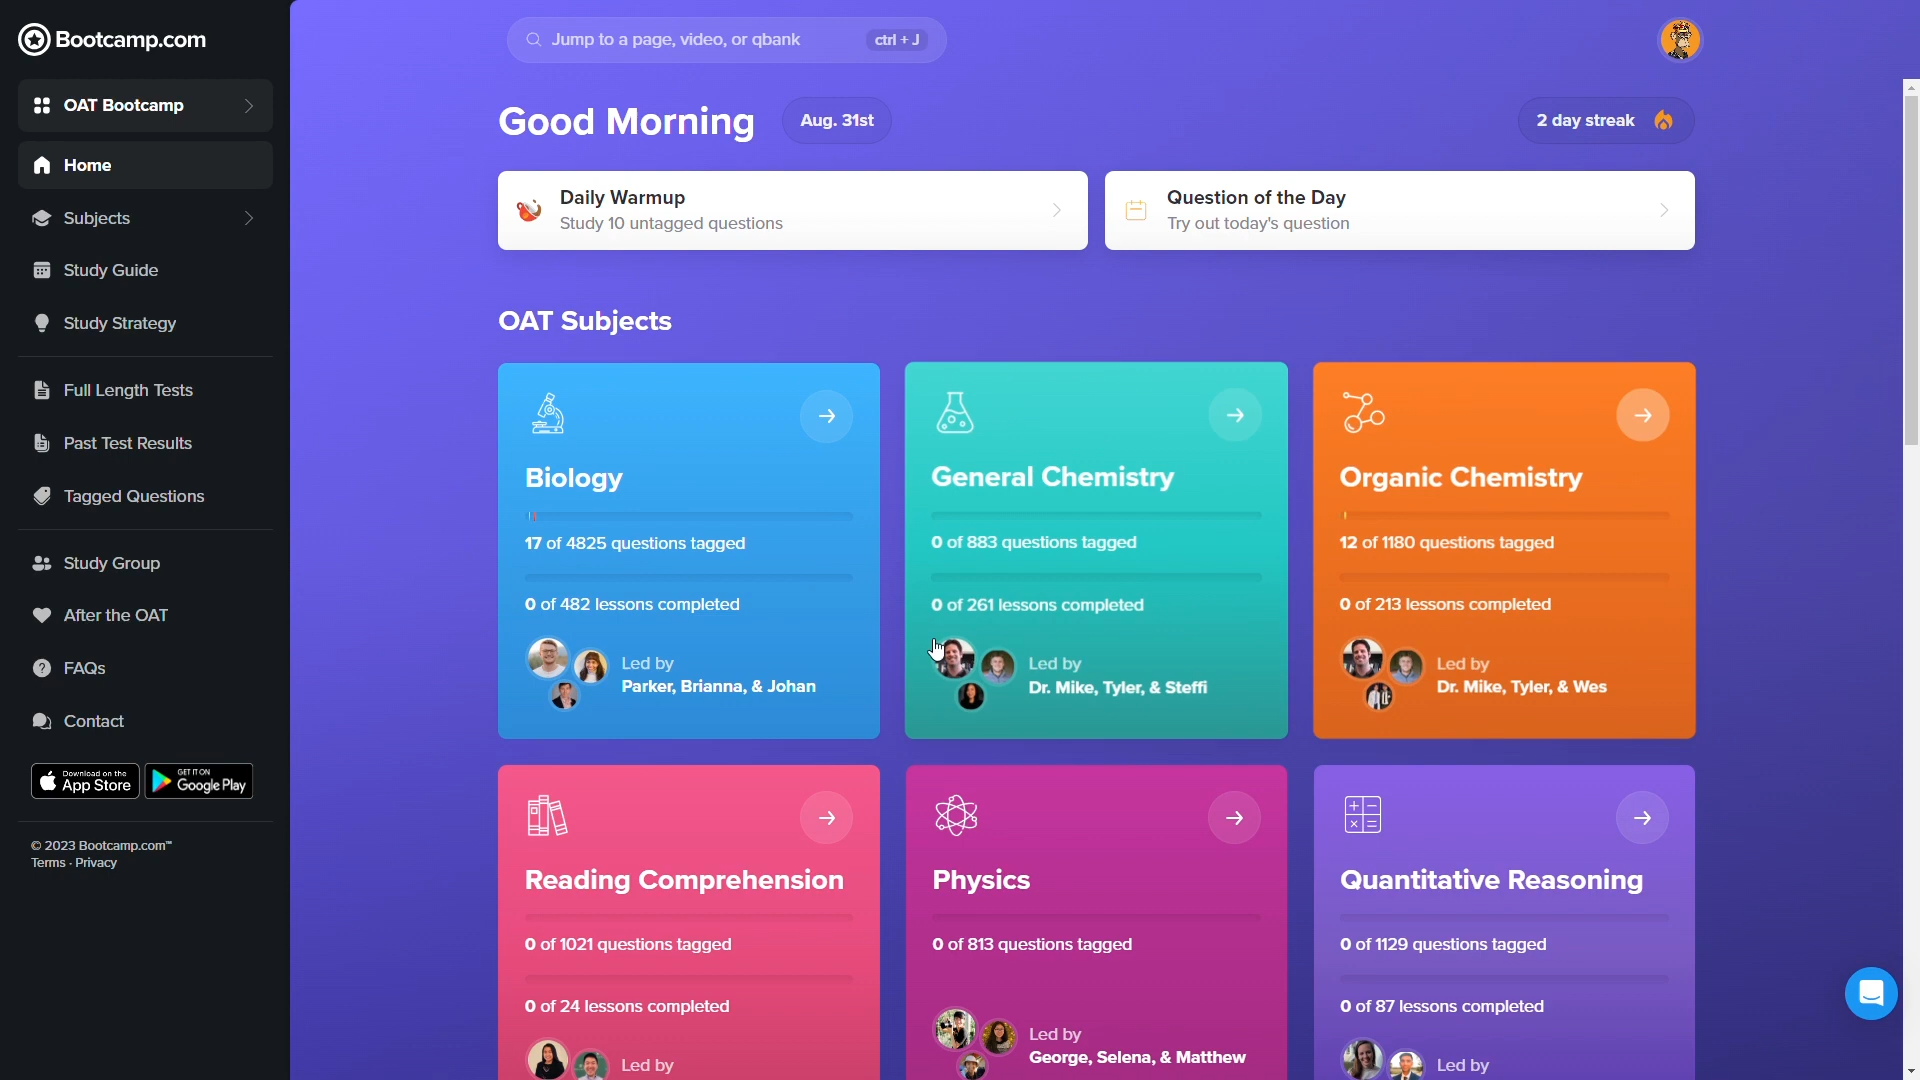 Bootcamp.com
OAT Bootcamp
Home
Subjects
Study Guide
Study Strategy
Full Length Tests
Past Test Results
Tagged Questions
Study Group
After the OAT
FAQs
Contact
Download on the
App Store
GET IT ON
Google Play
© 2023 Bootcamp.com™
Terms · Privacy
Jump to a page, video, or qbank
ctrl + J
Good Morning
Aug. 31st
2 day streak
Daily Warmup
Study 10 untagged questions
Question of the Day
Try out today's question
OAT Subjects
Biology
17 of 4825 questions tagged
0 of 482 lessons completed
Led by
Parker, Brianna, & Johan
General Chemistry
0 of 883 questions tagged
0 of 261 lessons completed
Led by
Dr. Mike, Tyler, & Steffi
Organic Chemistry
12 of 1180 questions tagged
0 of 213 lessons completed
Led by
Dr. Mike, Tyler, & Wes
Reading Comprehension
0 of 1021 questions tagged
0 of 24 lessons completed
Led by
Physics
0 of 813 questions tagged
Led by
George, Selena, & Matthew
Quantitative Reasoning
0 of 1129 questions tagged
0 of 87 lessons completed
Led by